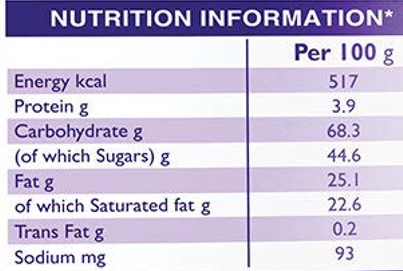 NUTRITION INFORMATION*
Per 100 g
Energy kcal 517
Protein g 3.9
Carbohydrate g 68.3
(of which Sugars) g 44.6
Fat g 25.1
of which Saturated fat g 22.6
Trans Fat g 0.2
Sodium mg 93